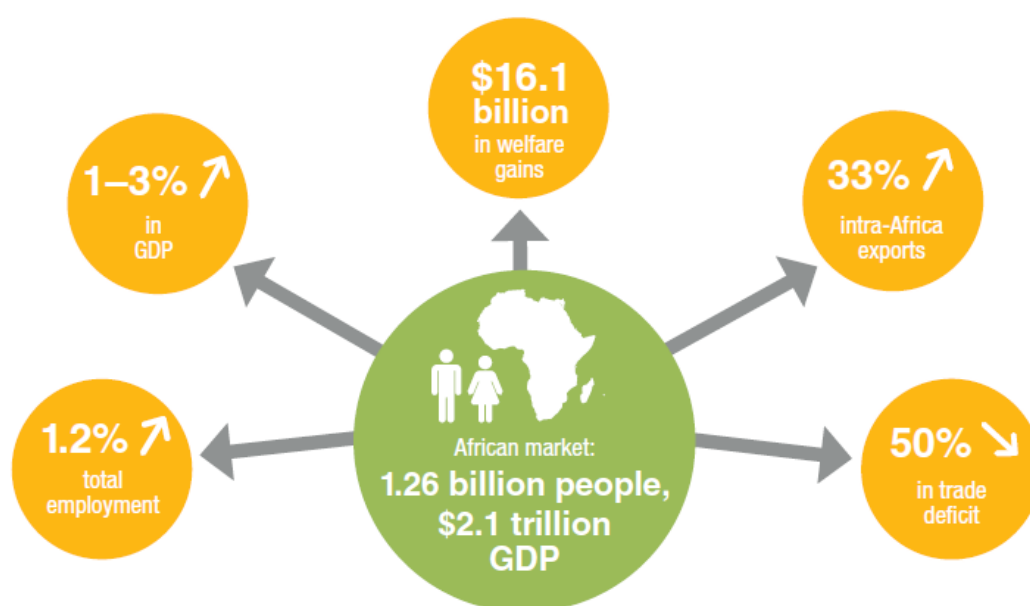 $16.1
billion
in welfare
gains
1–3%
in
GDP
33%
intra-Africa
exports
1.2%
total
employment
African market:
1.26 billion people,
$2.1 trillion
GDP
50%
in trade
deficit